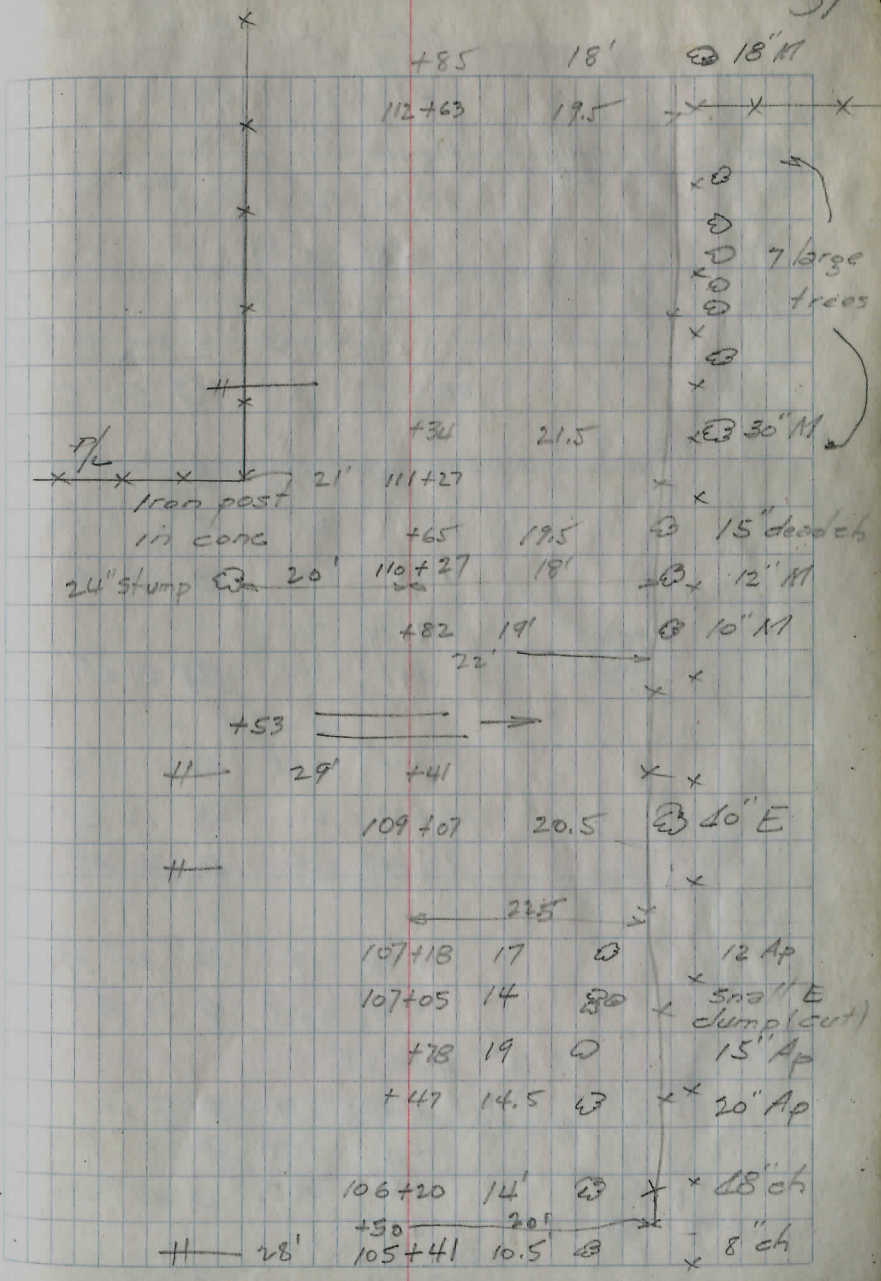 +85 18' 18" M
112+63 19.5
7 large
trees
+34 21.5 30" M
P/L
21' 111+27
Iron post
in conc
+65 19.5 15" dead ch
24" stump 20' 110+27 18' 12" M
+82 19' 10" M
22'
+53
29' +41
109+07 20.5 40" E
22.5
107+18 17 12 Ap
107+05 14 Small E
clump (cut)
+78 19 15" Ap
+47 14.5 20" Ap
106+20 14' 48" ch
+50 20'
28' 105+41 10.5' 8" ch